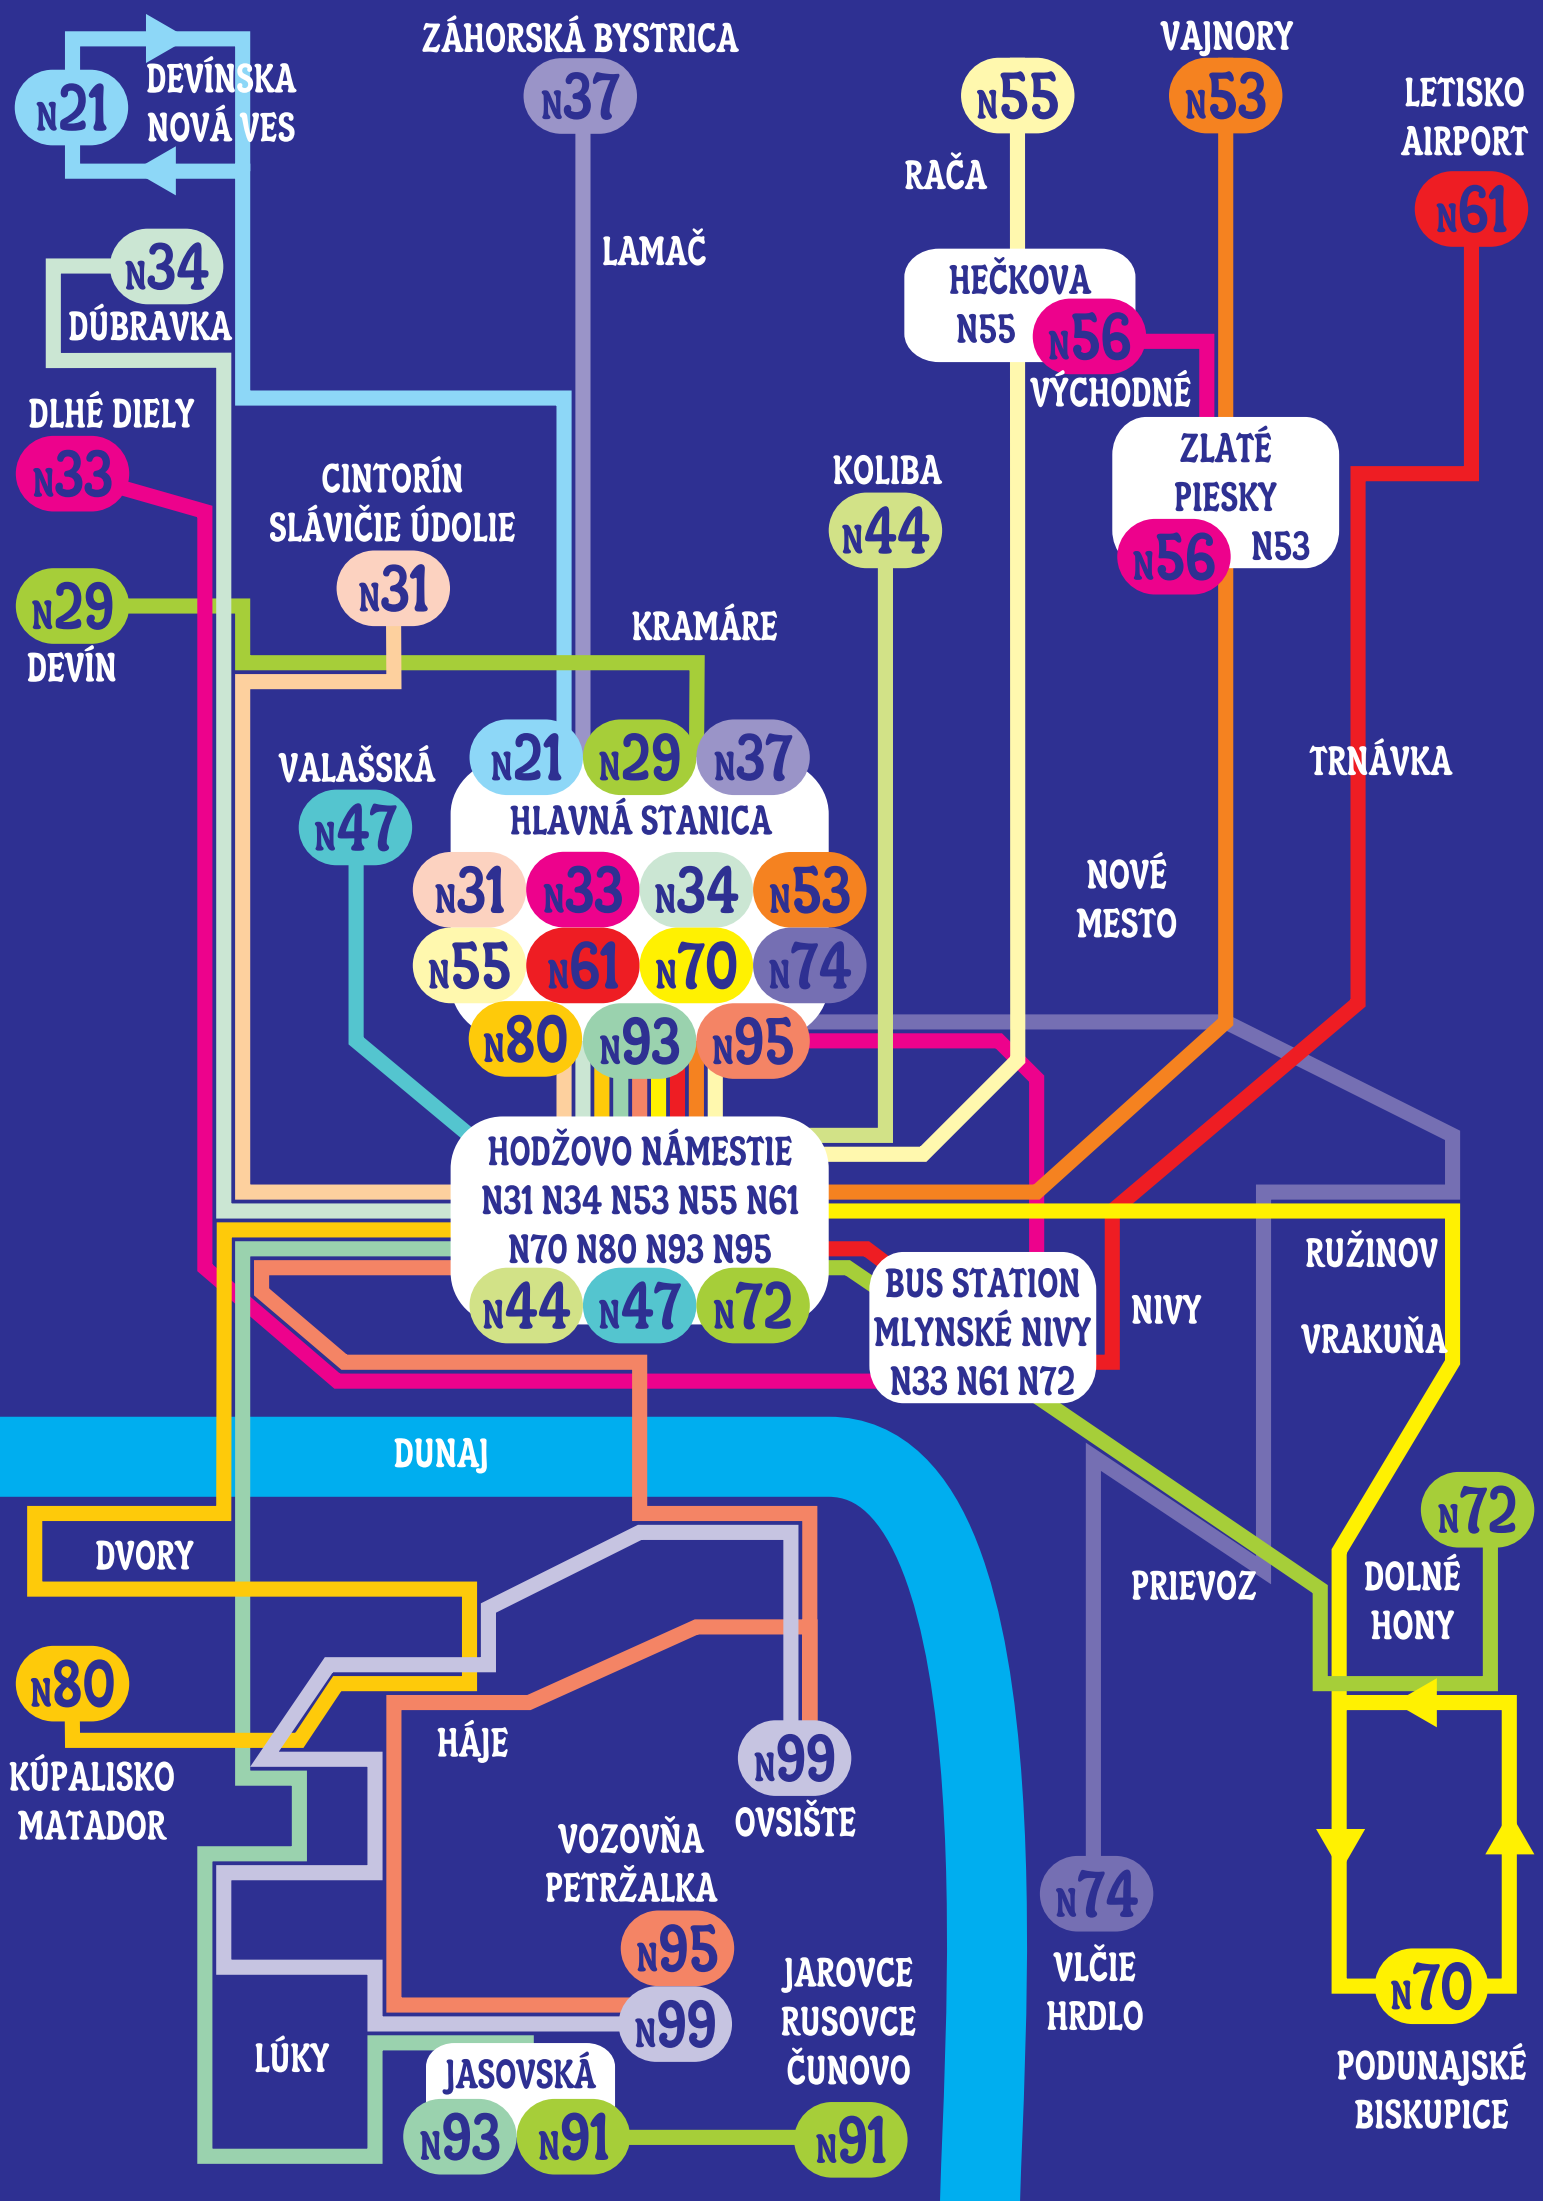 ZÁHORSKÁ BYSTRICA
N37
VAJNORY
N53
N55
DEVÍNSKA
NOVÁ VES
N21
LETISKO
AIRPORT
N61
RAČA
LAMAČ
N34
DÚBRAVKA
HEČKOVA
N55
N56
VÝCHODNÉ
DLHÉ DIELY
N33
ZLATÉ
PIESKY
N53
N56
CINTORÍN
SLÁVIČIE ÚDOLIE
N31
KOLIBA
N44
N29
DEVÍN
KRAMÁRE
VALAŠSKÁ
N47
TRNÁVKA
N21 N29 N37
HLAVNÁ STANICA
N31 N33 N34 N53
N55 N61 N70 N74
N80 N93 N95
NOVÉ
MESTO
HODŽOVO NÁMESTIE
N31 N34 N53 N55 N61
N70 N80 N93 N95
N44 N47 N72
BUS STATION
MLYNSKÉ NIVY
N33 N61 N72
NIVY
RUŽINOV
VRAKUŇA
DUNAJ
DVORY
PRIEVOZ
N72
DOLNÉ
HONY
N80
KÚPALISKO
MATADOR
HÁJE
N99
OVSIŠTE
VOZOVŇA
PETRŽALKA
N95
N99
N74
VLČIE
HRDLO
JAROVCE
RUSOVCE
ČUNOVO
N91
N70
PODUNAJSKÉ
BISKUPICE
LÚKY
JASOVSKÁ
N93 N91